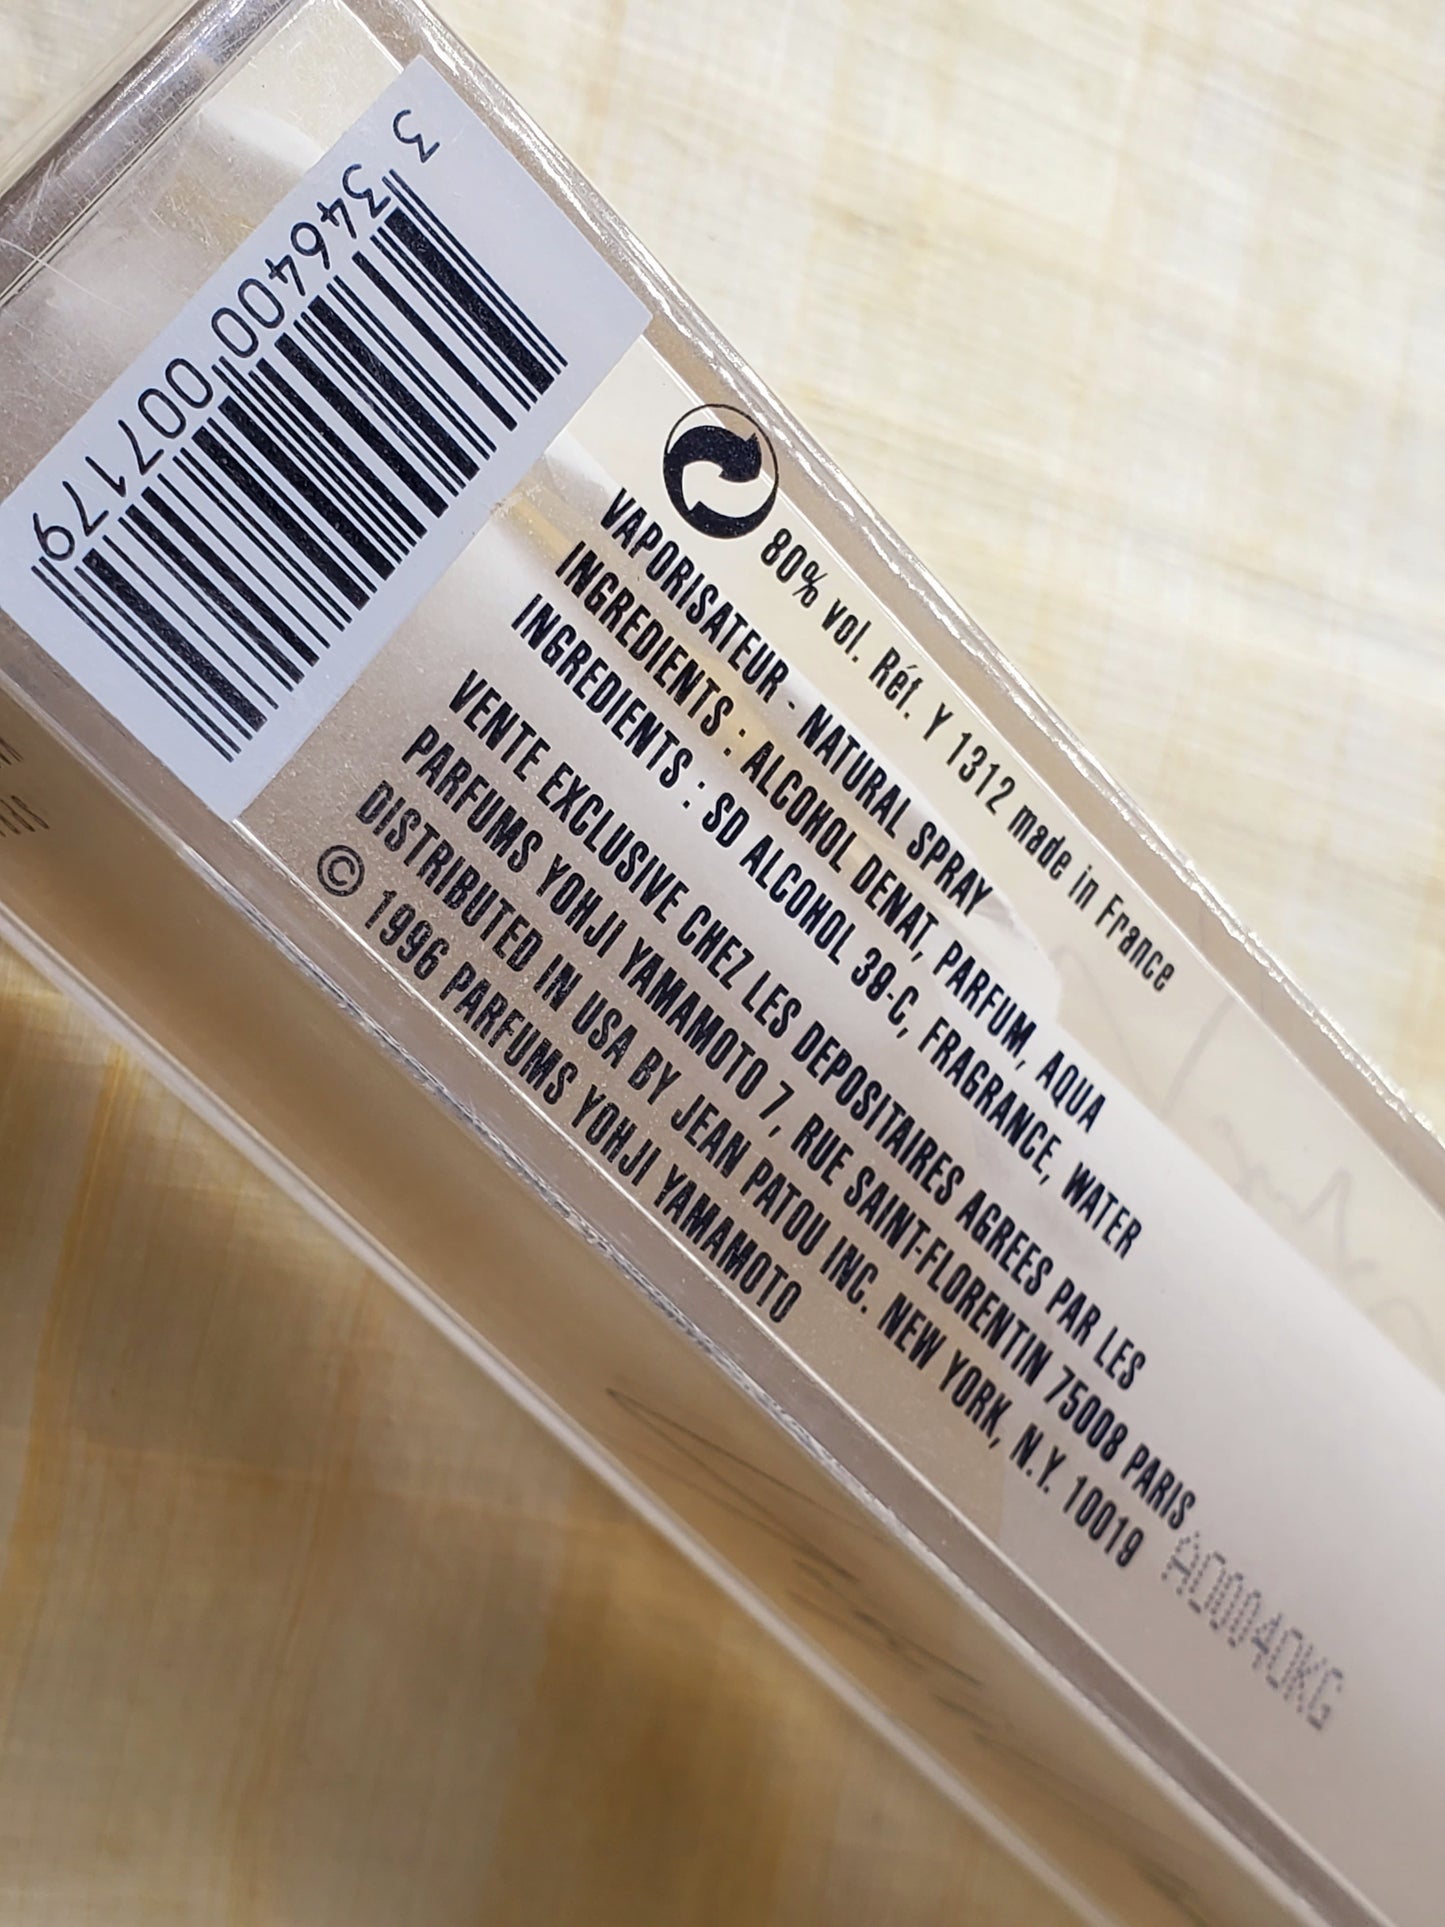 3 346400 007179
80% vol. Réf. Y 1312 made in France
VAPORISATEUR - NATURAL SPRAY
INGREDIENTS : ALCOHOL DENAT, PARFUM, AQUA
INGREDIENTS : SD ALCOHOL 39-C, FRAGRANCE, WATER
VENTE EXCLUSIVE CHEZ LES DEPOSITAIRES AGREES PAR LES
PARFUMS YOHJI YAMAMOTO 7, RUE SAINT-FLORENTIN 75008 PARIS
DISTRIBUTED IN USA BY JEAN PATOU INC. NEW YORK, N.Y. 10019
© 1996 PARFUMS YOHJI YAMAMOTO
A00040KG